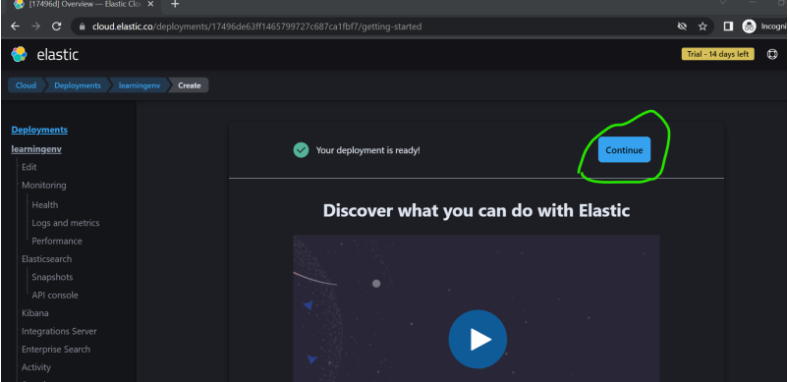 [17496d] Overview — Elastic Clo
cloud.elastic.co/deployments/17496de63ff1465799727c687ca1fbf7/getting-started
elastic
Trial - 14 days left
Cloud
Deployments
learningenv
Create
Deployments
learningenv
Edit
Monitoring
Health
Logs and metrics
Performance
Elasticsearch
Snapshots
API console
Kibana
Integrations Server
Enterprise Search
Activity
Your deployment is ready!
Continue
Discover what you can do with Elastic
Incogni